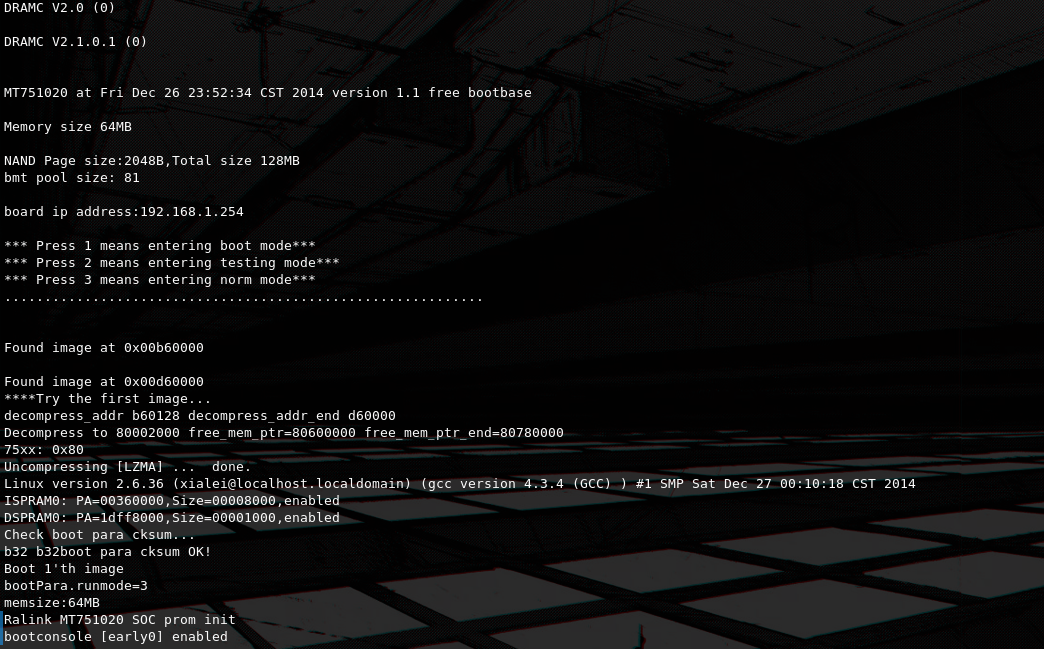 DRAMC V2.0 (0)
DRAMC V2.1.0.1 (0)
MT751020 at Fri Dec 26 23:52:34 CST 2014 version 1.1 free bootbase
Memory size 64MB
NAND Page size:2048B,Total size 128MB
bmt pool size: 81
board ip address:192.168.1.254
*** Press 1 means entering boot mode***
*** Press 2 means entering testing mode***
*** Press 3 means entering norm mode***
............................................................
Found image at 0x00b60000
Found image at 0x00d60000
****Try the first image...
decompress_addr b60128 decompress_addr_end d60000
Decompress to 80002000 free_mem_ptr=80600000 free_mem_ptr_end=80780000
75xx: 0x80
Uncompressing [LZMA] ...  done.
Linux version 2.6.36 (xialei@localhost.localdomain) (gcc version 4.3.4 (GCC) ) #1 SMP Sat Dec 27 00:10:18 CST 2014
ISPRAM0: PA=00360000,Size=00008000,enabled
DSPRAM0: PA=1dff8000,Size=00001000,enabled
Check boot para cksum...
b32 b32boot para cksum OK!
Boot 1'th image
bootPara.runmode=3
memsize:64MB
Ralink MT751020 SOC prom init
bootconsole [early0] enabled